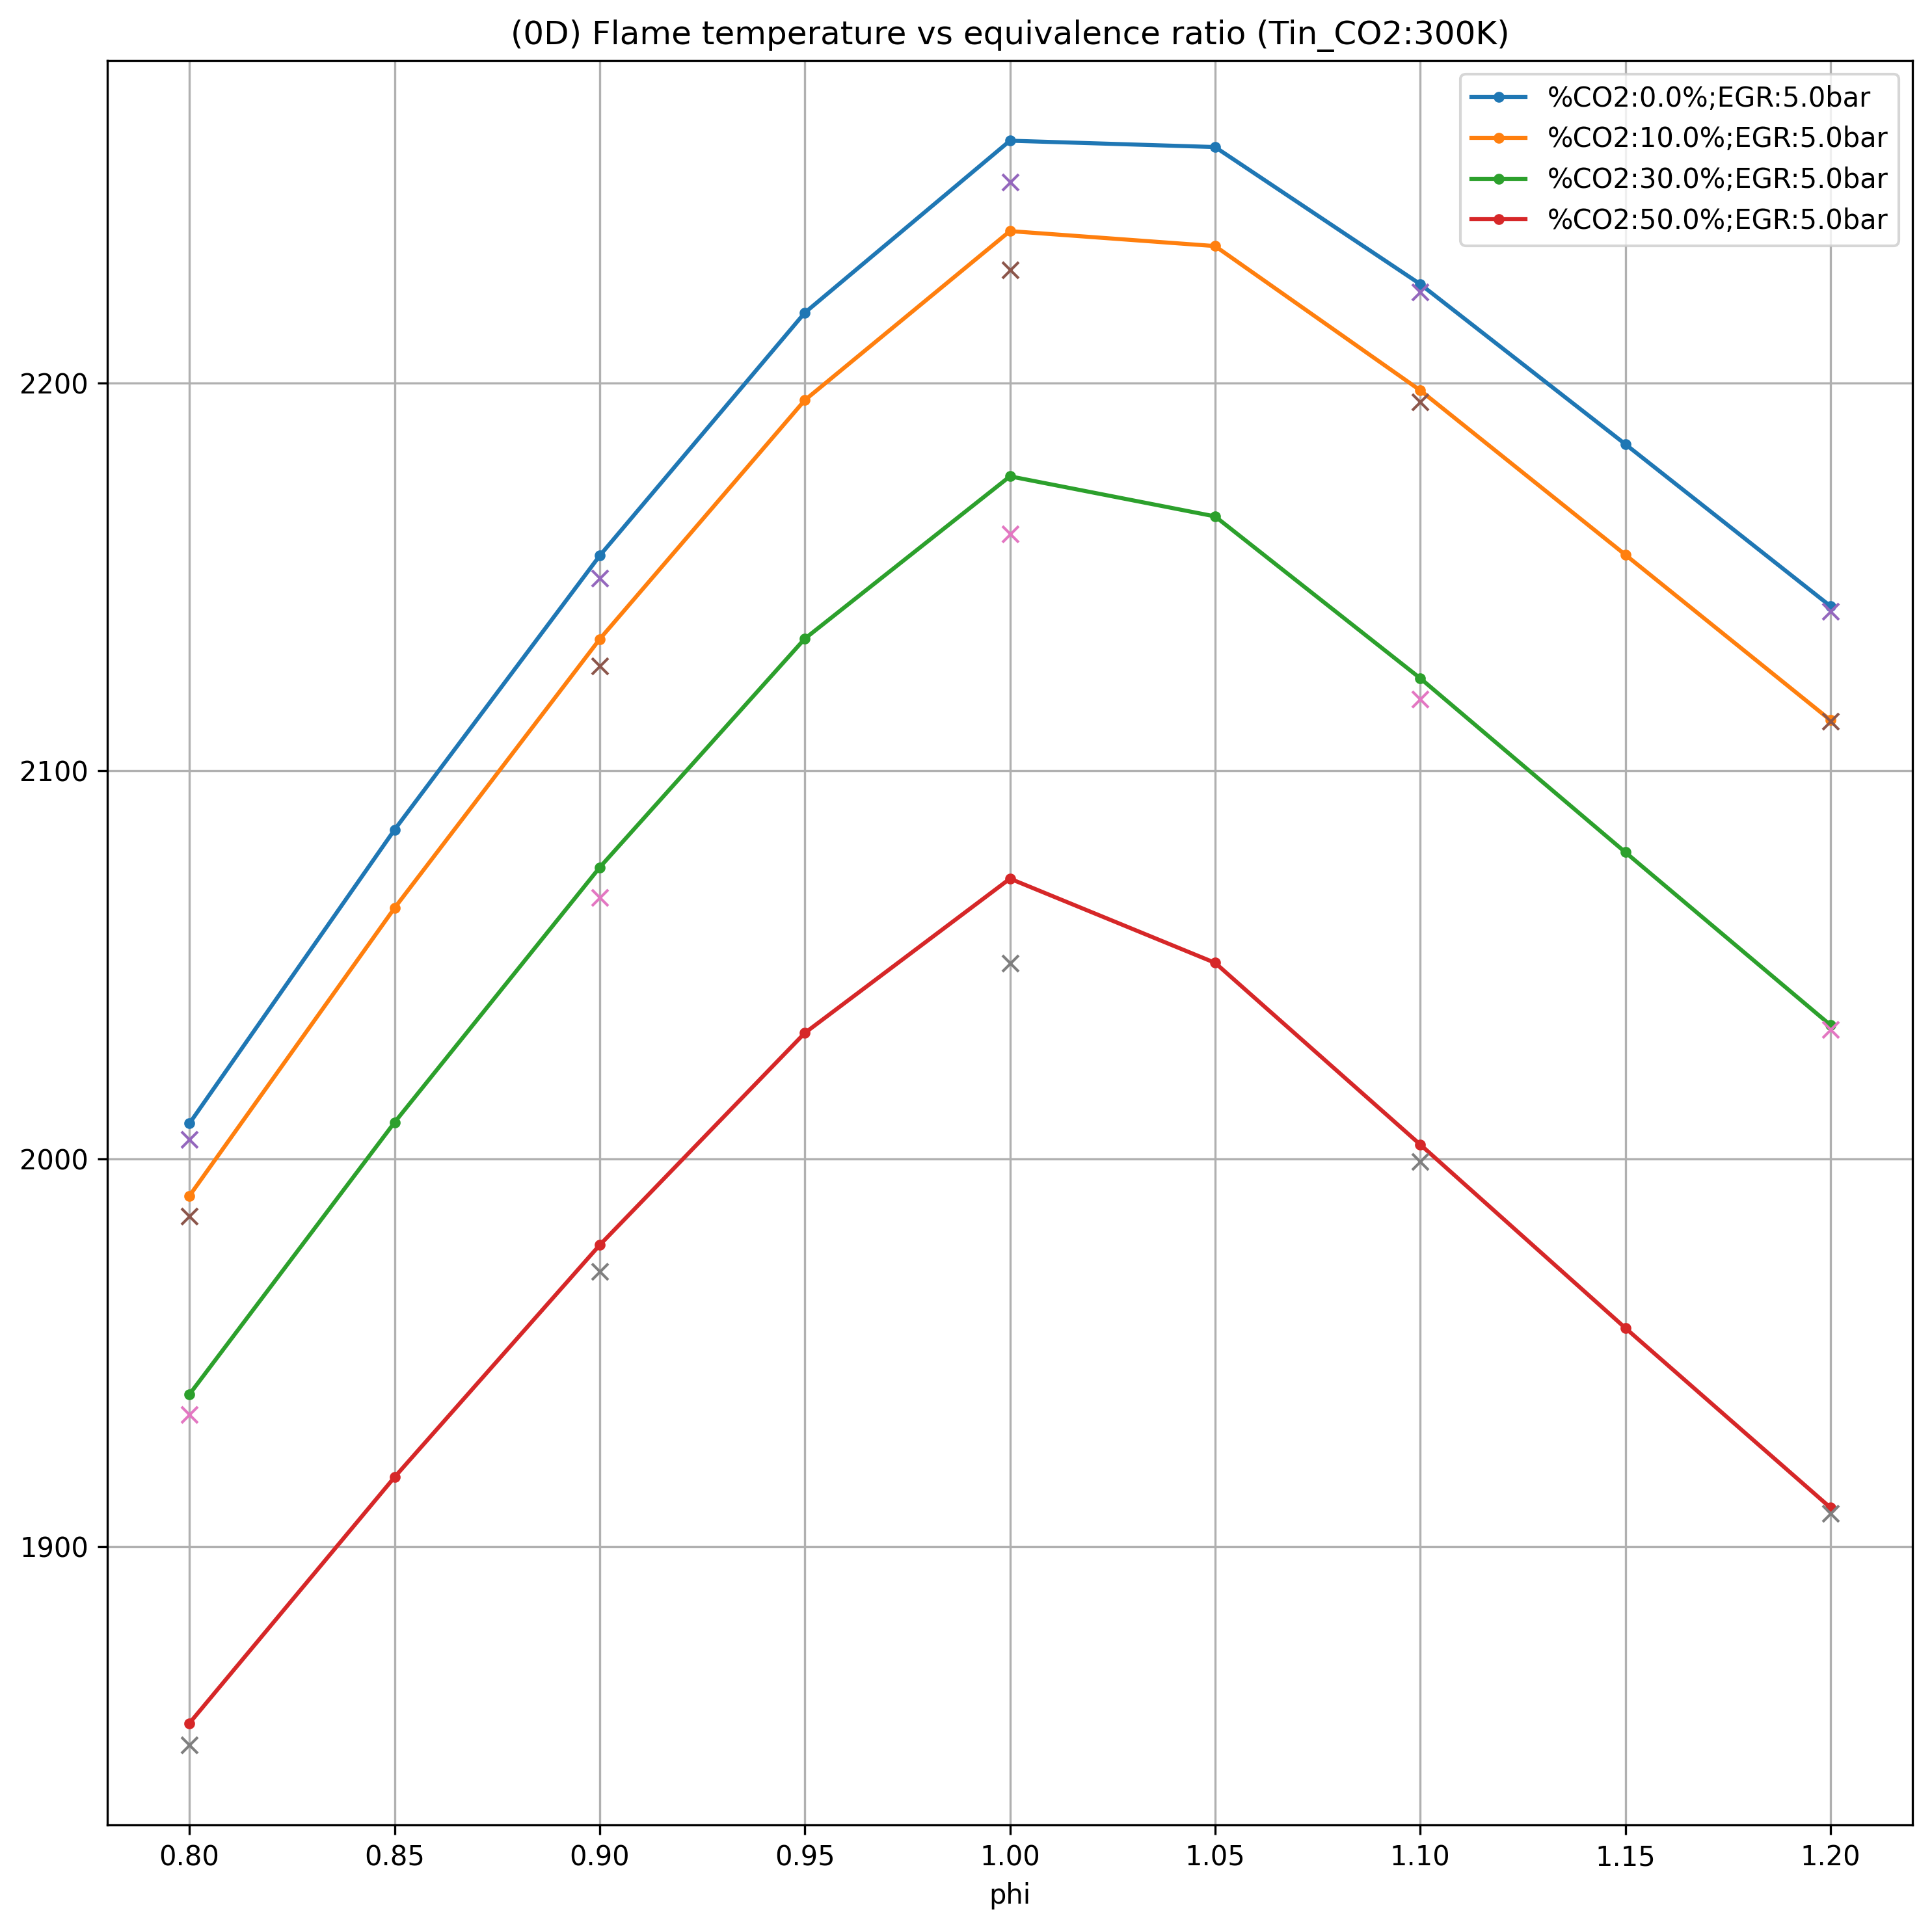 (0D) Flame temperature vs equivalence ratio (Tin_CO2:300K)
%CO2:0.0%;EGR:5.0bar
%CO2:10.0%;EGR:5.0bar
%CO2:30.0%;EGR:5.0bar
%CO2:50.0%;EGR:5.0bar
2200
2100
2000
1900
0.80 0.85 0.90 0.95 1.00 1.05 1.10 1.15 1.20
phi